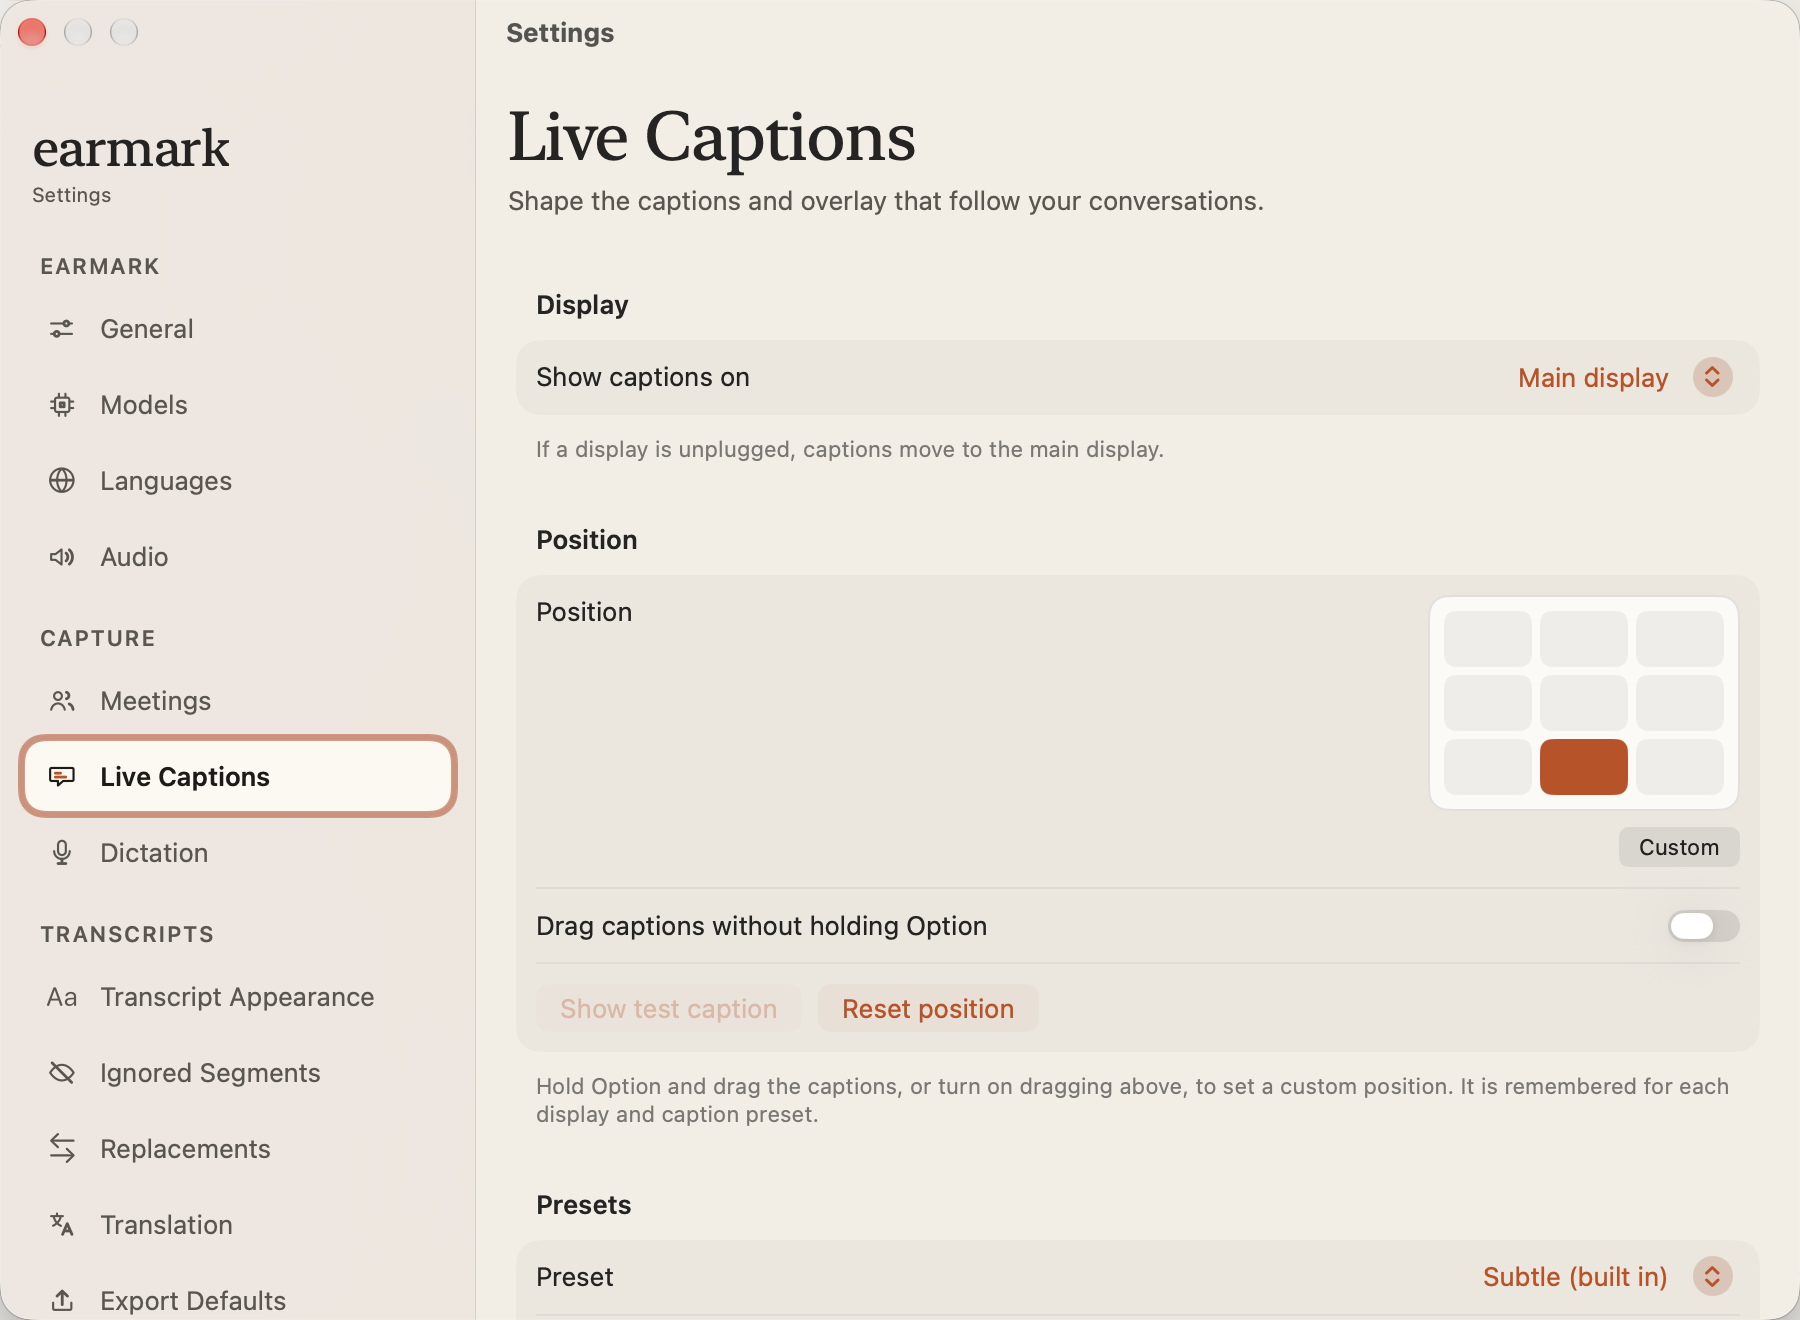 Settings
earmark
Settings
EARMARK
General
Models
Languages
Audio
CAPTURE
Meetings
Live Captions
Dictation
TRANSCRIPTS
Aa Transcript Appearance
Ignored Segments
Replacements
Translation
Export Defaults
Live Captions
Shape the captions and overlay that follow your conversations.
Display
Show captions on Main display
If a display is unplugged, captions move to the main display.
Position
Position
Custom
Drag captions without holding Option
Show test caption Reset position
Hold Option and drag the captions, or turn on dragging above, to set a custom position. It is remembered for each
display and caption preset.
Presets
Preset Subtle (built in)